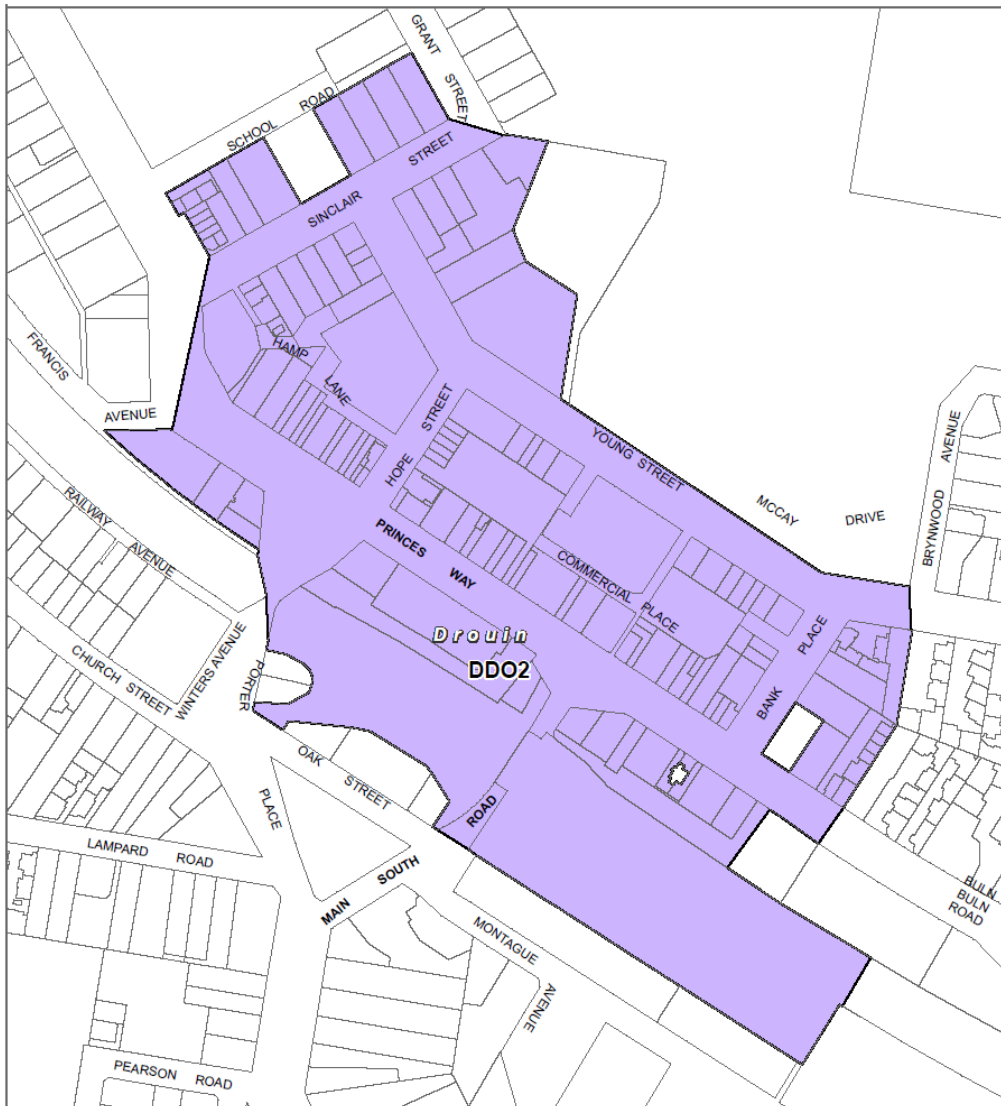 GRANT
STREET
SCHOOL ROAD
SINCLAIR STREET
HAMP
LANE
FRANCIS
AVENUE
HOPE STREET
YOUNG STREET
MCCAY DRIVE
BRYNWOOD AVENUE
RAILWAY
AVENUE
PRINCES WAY
COMMERCIAL PLACE
Drouin
DDO2
BANK PLACE
CHURCH STREET
WINTERS AVENUE
PORTER
PLACE
OAK STREET
MAIN SOUTH ROAD
LAMPARD ROAD
BULN
BULN
ROAD
MONTAGUE
AVENUE
PEARSON ROAD